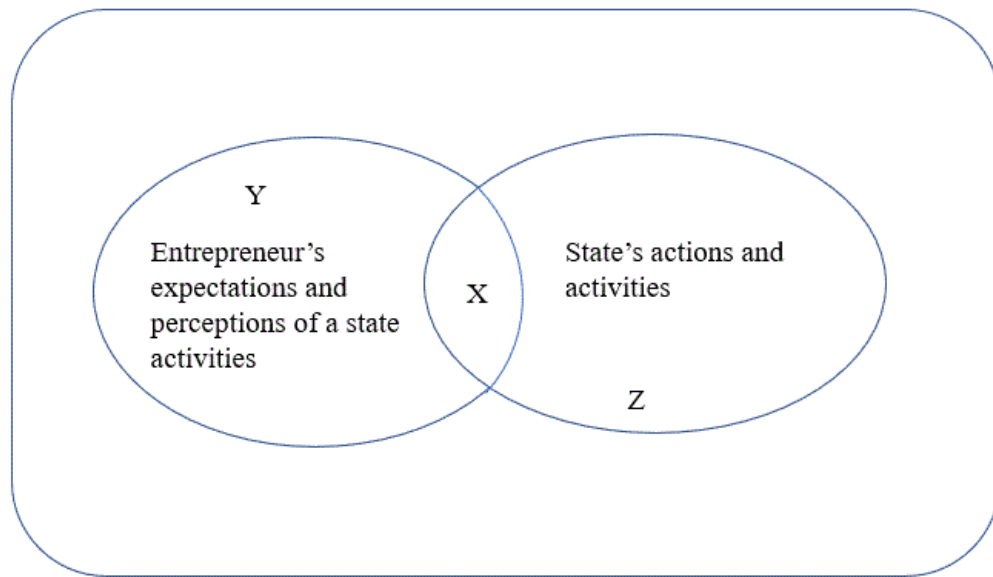 Y
Entrepreneur’s
expectations and
perceptions of a state
activities
X
State’s actions and
activities
Z